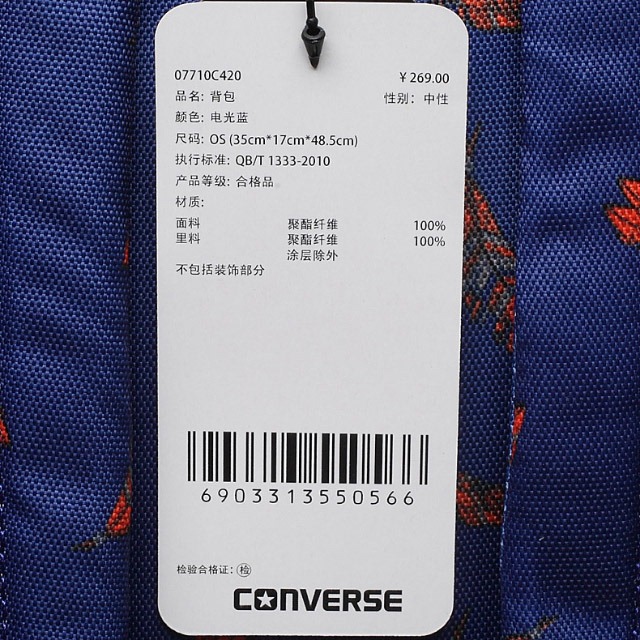 07710C420 ￥269.00
品名: 背包 性别: 中性
颜色: 电光蓝
尺码: OS (35cm*17cm*48.5cm)
执行标准: QB/T 1333-2010
产品等级: 合格品
材质:
面料 聚酯纤维 100%
里料 聚酯纤维 100%
涂层除外
不包括装饰部分
6903313550566
检验合格证: 检
CONVERSE